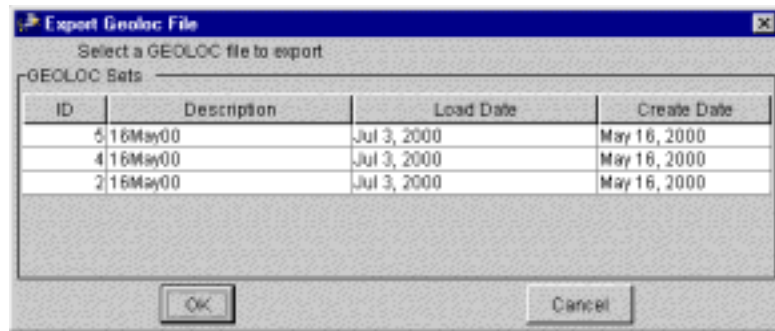 Export Geoloc File
Select a GEOLOC file to export
GEOLOC Sets
ID Description Load Date Create Date
5 16May00 Jul 3, 2000 May 16, 2000
4 16May00 Jul 3, 2000 May 16, 2000
2 16May00 Jul 3, 2000 May 16, 2000
OK Cancel